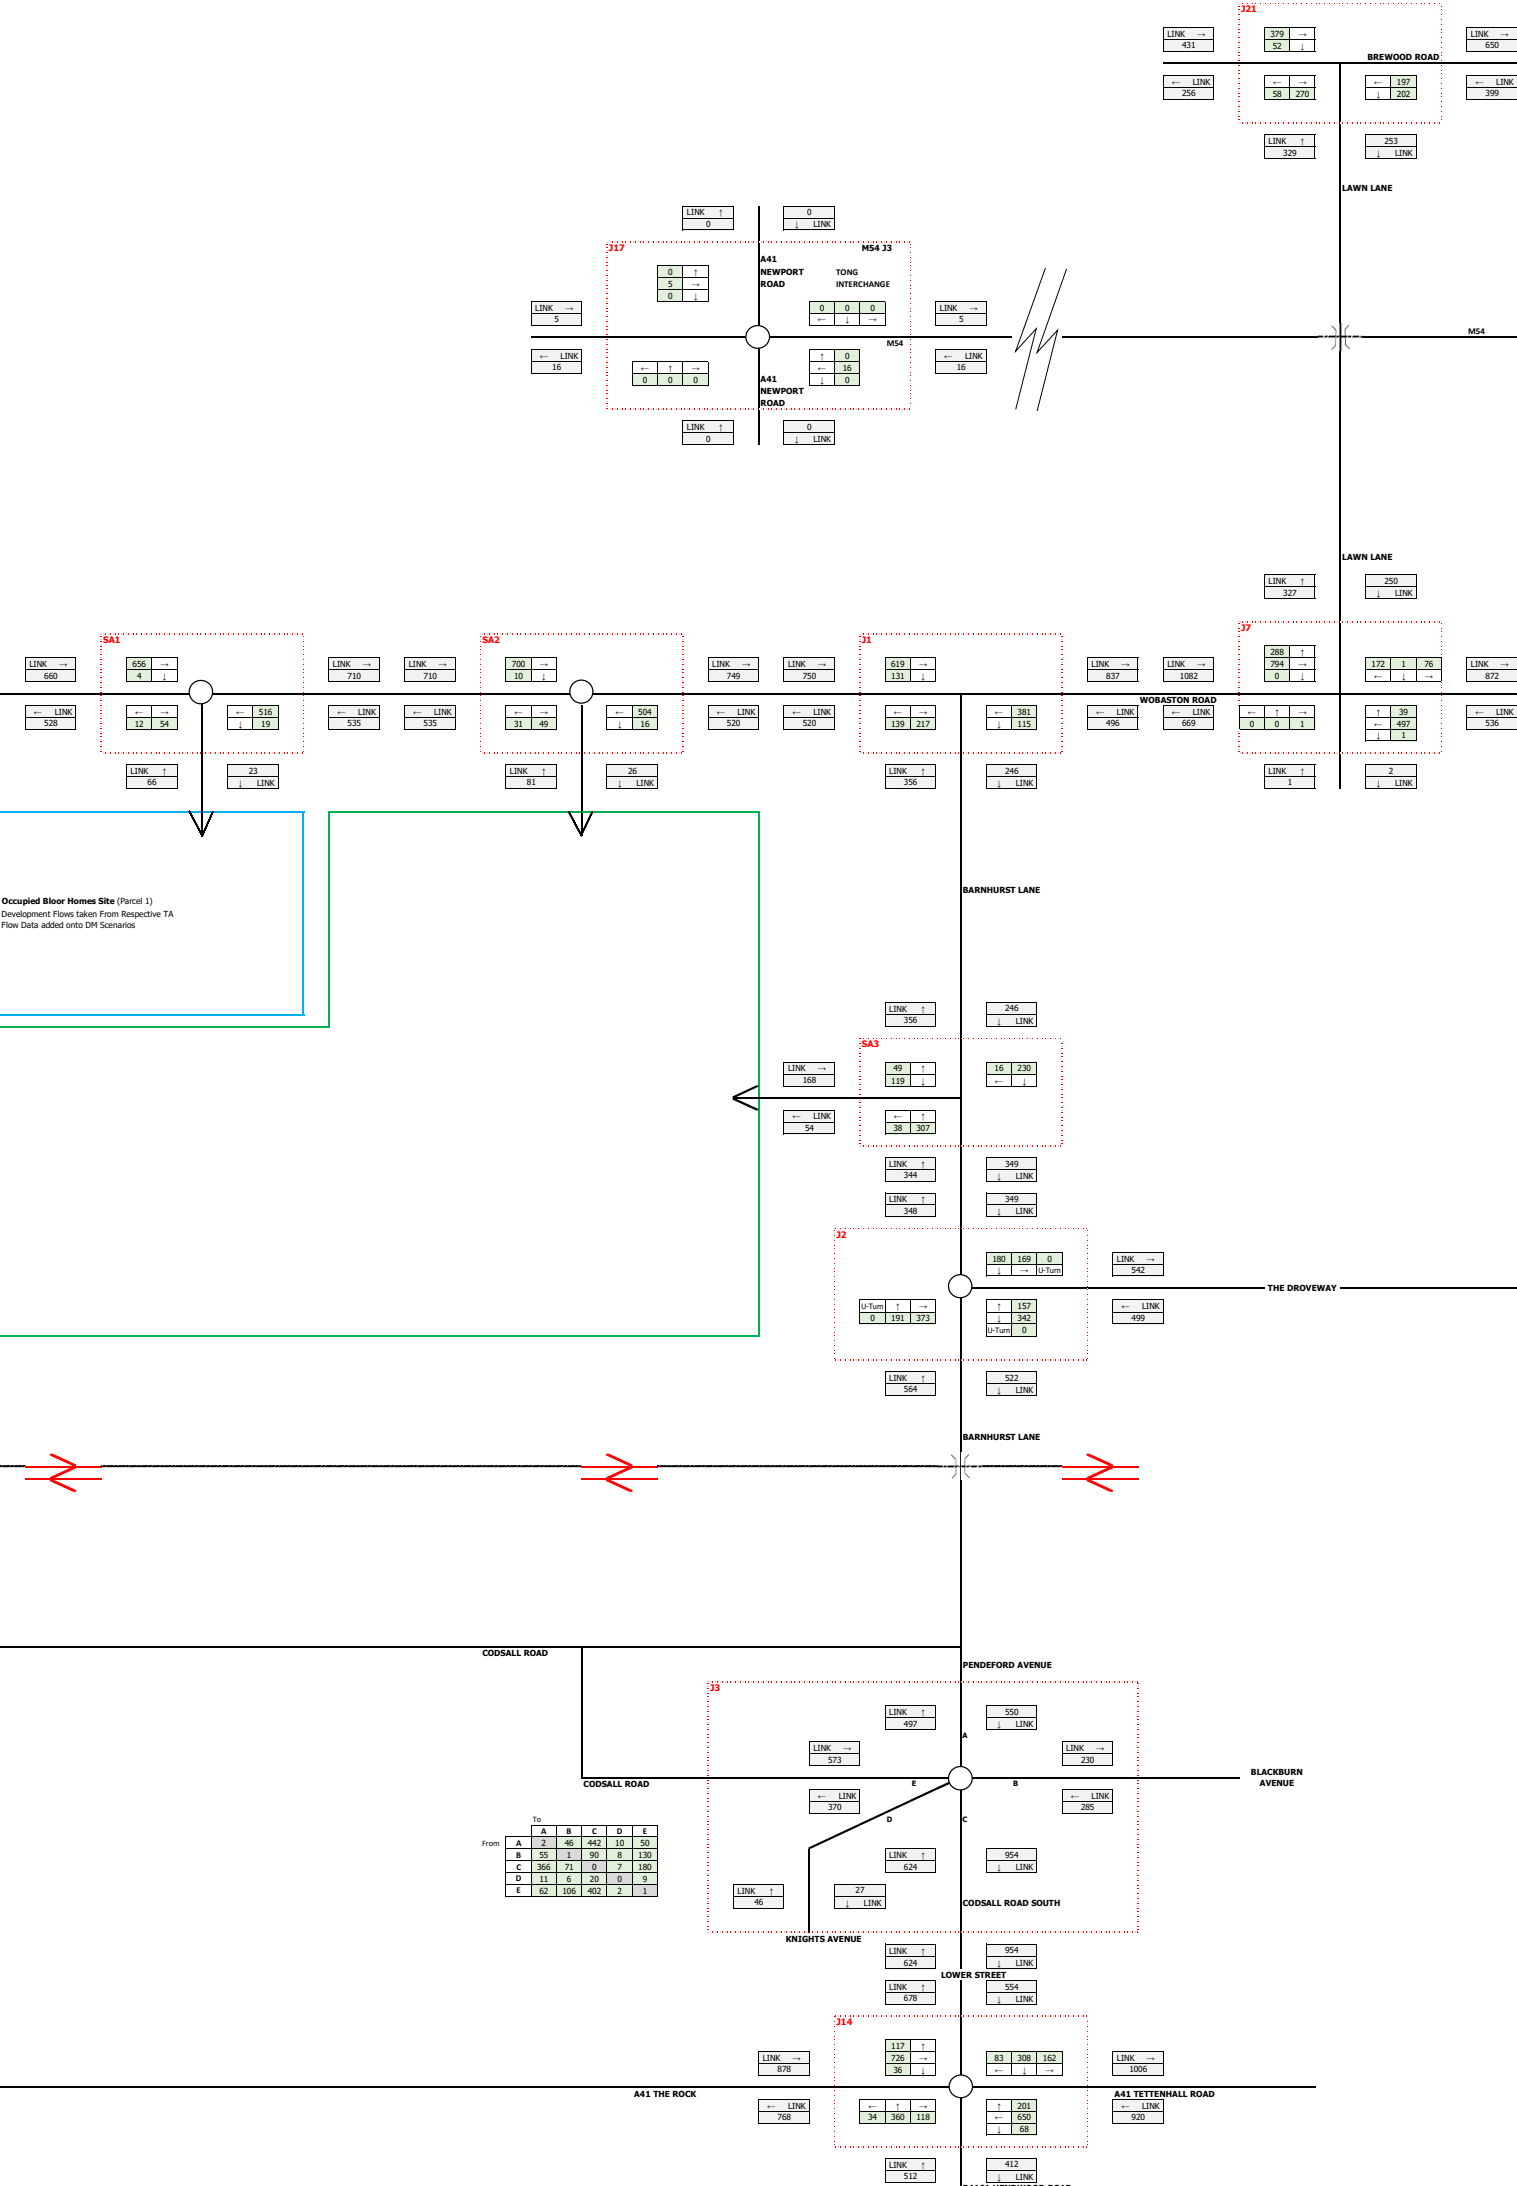 J21
LINK →
431
379 →
52 ↓
LINK →
650
BREWOOD ROAD
← LINK
256
← →
58 270
← 197
↓ 202
← LINK
399
LINK ↑
329
253
↓ LINK
LAWN LANE
LINK ↑
0
0
↓ LINK
J17
M54 J3
A41
NEWPORT
ROAD
TONG
INTERCHANGE
0 ↑
5 →
0 ↓
LINK →
5
0 0 0
← ↓ →
LINK →
5
M54
M54
← LINK
16
← ↑ →
0 0 0
↑ 0
← 16
↓ 0
← LINK
16
A41
NEWPORT
ROAD
LINK ↑
0
0
↓ LINK
LAWN LANE
LINK ↑
327
250
↓ LINK
SA1
LINK →
660
656 →
4 ↓
LINK →
710
LINK →
710
← LINK
528
← →
12 54
← 516
↓ 19
← LINK
535
← LINK
535
LINK ↑
66
23
↓ LINK
SA2
700 →
10 ↓
LINK →
749
LINK →
750
← →
31 49
← 504
↓ 16
← LINK
520
← LINK
520
LINK ↑
81
26
↓ LINK
J1
619 →
131 ↓
LINK →
837
LINK →
1082
← →
139 217
← 381
↓ 115
← LINK
496
← LINK
669
WOBASTON ROAD
LINK ↑
356
246
↓ LINK
J7
288 ↑
794 →
0 ↓
172 1 76
← ↓ →
LINK →
872
← ↑ →
0 0 1
↑ 39
← 497
↓ 1
← LINK
536
LINK ↑
1
2
↓ LINK
BARNHURST LANE
Occupied Bloor Homes Site (Parcel 1)
Development Flows taken From Respective TA
Flow Data added onto DM Scenarios
LINK ↑
356
246
↓ LINK
SA3
LINK →
168
49 ↑
119 ↓
16 230
← ↓
← LINK
54
← ↑
38 307
LINK ↑
344
349
↓ LINK
LINK ↑
348
349
↓ LINK
J2
180 169 0
↓ → U-Turn
LINK →
542
THE DROVEWAY
U-Turn ↑ →
0 191 373
↑ 157
↓ 342
U-Turn 0
← LINK
499
LINK ↑
564
522
↓ LINK
BARNHURST LANE
CODSALL ROAD
PENDEFORD AVENUE
J3
LINK ↑
497
550
↓ LINK
A
LINK →
573
LINK →
230
BLACKBURN
AVENUE
CODSALL ROAD
E
B
← LINK
370
← LINK
285
D
C
To
A B C D E
From A 2 46 442 10 50
B 55 1 90 8 130
C 366 71 0 7 180
D 11 6 20 0 9
E 62 106 402 2 1
LINK ↑
624
954
↓ LINK
LINK ↑
46
27
↓ LINK
CODSALL ROAD SOUTH
KNIGHTS AVENUE
LINK ↑
624
954
↓ LINK
LOWER STREET
LINK ↑
678
554
↓ LINK
J14
LINK →
878
117 ↑
726 →
36 ↓
83 308 162
← ↓ →
LINK →
1006
A41 THE ROCK
A41 TETTENHALL ROAD
← LINK
768
← ↑ →
34 360 118
↑ 201
← 650
↓ 68
← LINK
920
LINK ↑
512
412
↓ LINK